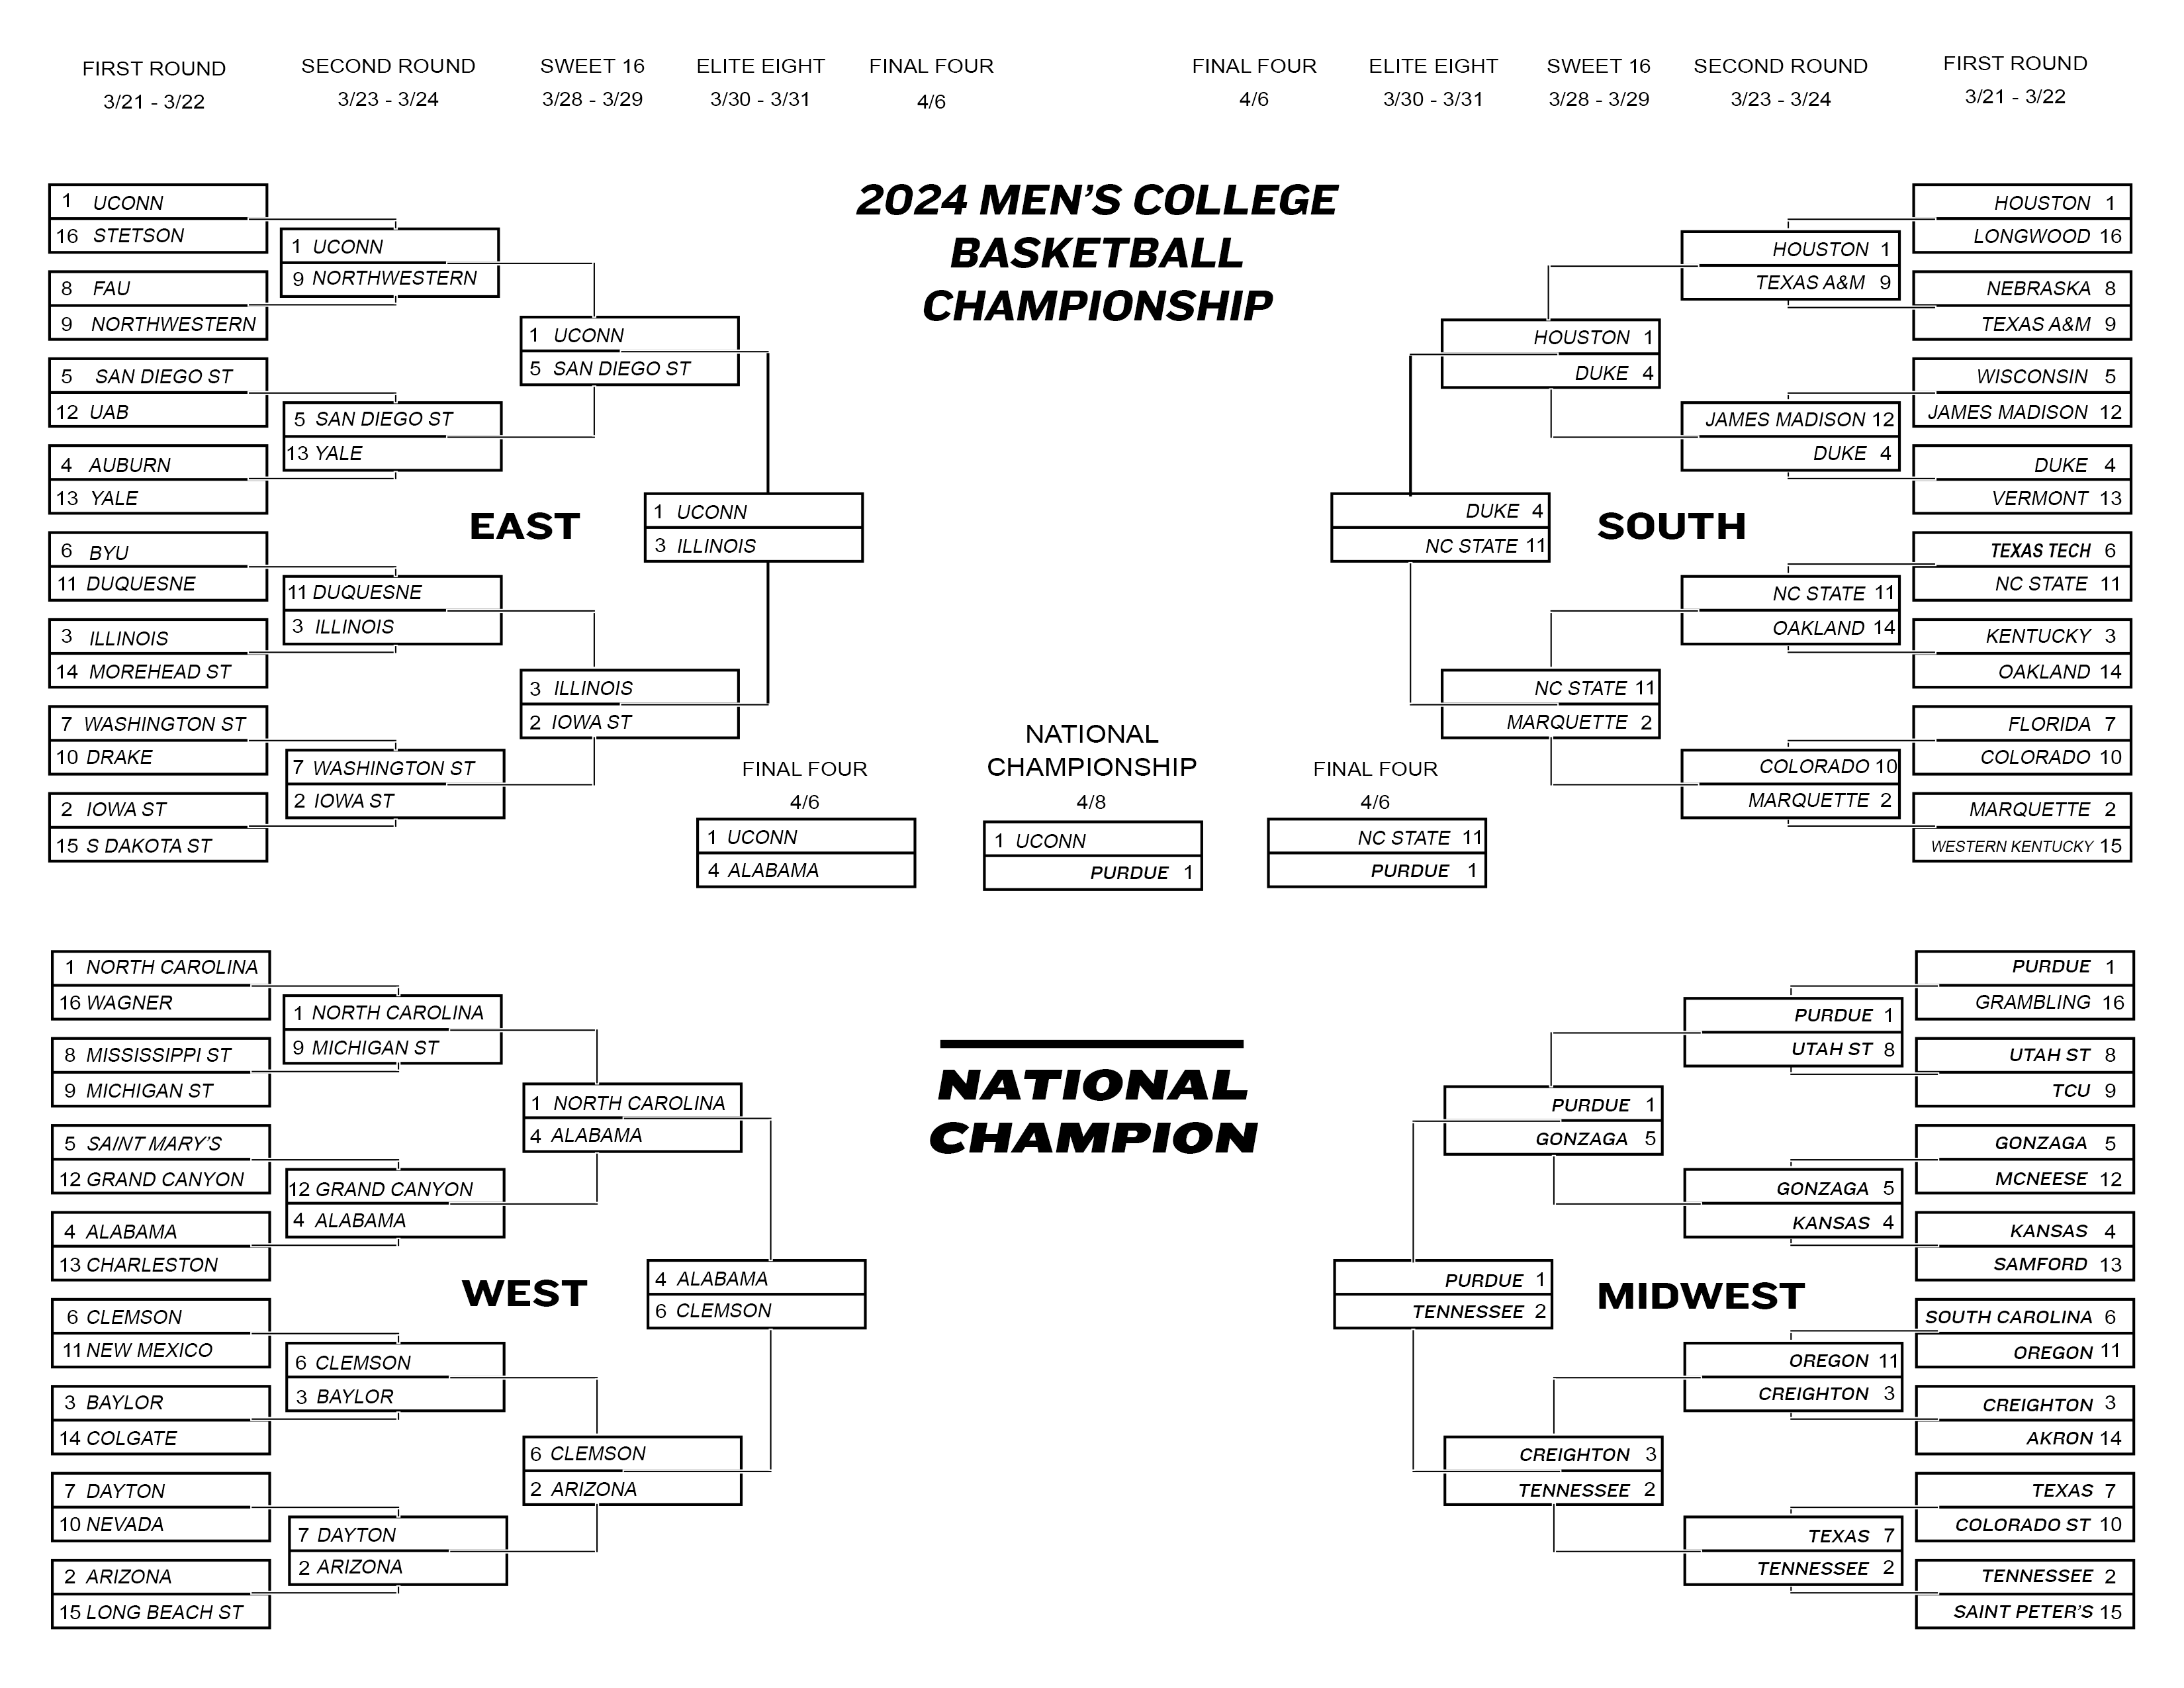 FIRST ROUND
3/21 - 3/22
SECOND ROUND
3/23 - 3/24
SWEET 16
3/28 - 3/29
ELITE EIGHT
3/30 - 3/31
FINAL FOUR
4/6
FINAL FOUR
4/6
ELITE EIGHT
3/30 - 3/31
SWEET 16
3/28 - 3/29
SECOND ROUND
3/23 - 3/24
FIRST ROUND
3/21 - 3/22
2024 MEN'S COLLEGE
BASKETBALL
CHAMPIONSHIP
1 UCONN
16 STETSON
8 FAU
9 NORTHWESTERN
5 SAN DIEGO ST
12 UAB
4 AUBURN
13 YALE
6 BYU
11 DUQUESNE
3 ILLINOIS
14 MOREHEAD ST
7 WASHINGTON ST
10 DRAKE
2 IOWA ST
15 S DAKOTA ST
1 UCONN
9 NORTHWESTERN
5 SAN DIEGO ST
13 YALE
11 DUQUESNE
3 ILLINOIS
7 WASHINGTON ST
2 IOWA ST
1 UCONN
5 SAN DIEGO ST
3 ILLINOIS
2 IOWA ST
EAST
1 UCONN
3 ILLINOIS
HOUSTON 1
LONGWOOD 16
NEBRASKA 8
TEXAS A&M 9
WISCONSIN 5
JAMES MADISON 12
DUKE 4
VERMONT 13
TEXAS TECH 6
NC STATE 11
KENTUCKY 3
OAKLAND 14
FLORIDA 7
COLORADO 10
MARQUETTE 2
WESTERN KENTUCKY 15
HOUSTON 1
TEXAS A&M 9
JAMES MADISON 12
DUKE 4
NC STATE 11
OAKLAND 14
COLORADO 10
MARQUETTE 2
HOUSTON 1
DUKE 4
NC STATE 11
MARQUETTE 2
SOUTH
DUKE 4
NC STATE 11
FINAL FOUR
4/6
1 UCONN
4 ALABAMA
NATIONAL
CHAMPIONSHIP
4/8
1 UCONN
PURDUE 1
FINAL FOUR
4/6
NC STATE 11
PURDUE 1
NATIONAL
CHAMPION
1 NORTH CAROLINA
16 WAGNER
8 MISSISSIPPI ST
9 MICHIGAN ST
5 SAINT MARY'S
12 GRAND CANYON
4 ALABAMA
13 CHARLESTON
6 CLEMSON
11 NEW MEXICO
3 BAYLOR
14 COLGATE
7 DAYTON
10 NEVADA
2 ARIZONA
15 LONG BEACH ST
1 NORTH CAROLINA
9 MICHIGAN ST
12 GRAND CANYON
4 ALABAMA
6 CLEMSON
3 BAYLOR
7 DAYTON
2 ARIZONA
1 NORTH CAROLINA
4 ALABAMA
6 CLEMSON
2 ARIZONA
WEST
4 ALABAMA
6 CLEMSON
PURDUE 1
GRAMBLING 16
UTAH ST 8
TCU 9
GONZAGA 5
MCNEESE 12
KANSAS 4
SAMFORD 13
SOUTH CAROLINA 6
OREGON 11
CREIGHTON 3
AKRON 14
TEXAS 7
COLORADO ST 10
TENNESSEE 2
SAINT PETER'S 15
PURDUE 1
UTAH ST 8
GONZAGA 5
KANSAS 4
OREGON 11
CREIGHTON 3
TEXAS 7
TENNESSEE 2
PURDUE 1
GONZAGA 5
CREIGHTON 3
TENNESSEE 2
MIDWEST
PURDUE 1
TENNESSEE 2